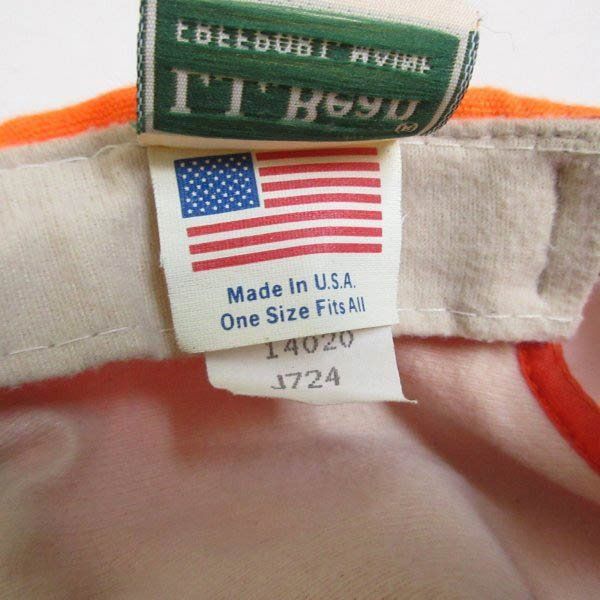 L.L.Bean®
FREEPORT, MAINE
Made In U.S.A.
One Size Fits All
14020
J724